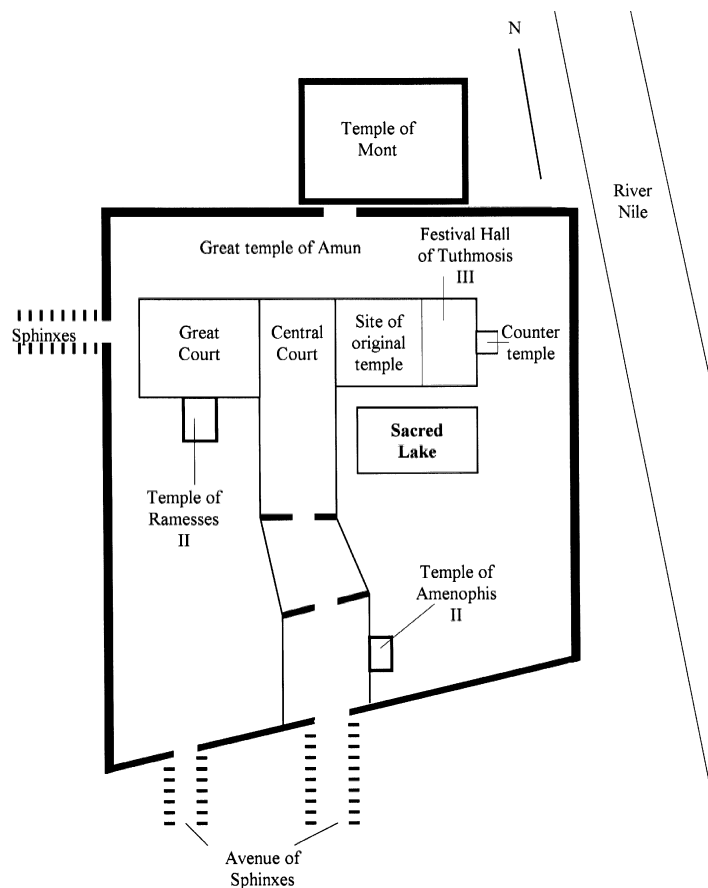 N
Temple of
Mont
River
Nile
Great temple of Amun
Festival Hall
of Tuthmosis
III
Sphinxes
Great
Court
Central
Court
Site of
original
temple
Counter
temple
Sacred
Lake
Temple of
Ramesses
II
Temple of
Amenophis
II
Avenue of
Sphinxes